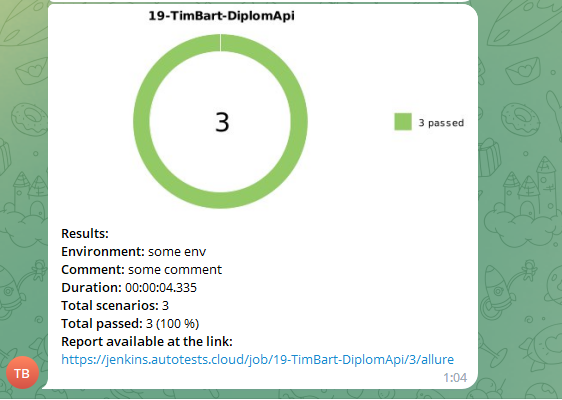 19-TimBart-DiplomApi
3
3 passed
Results:
Environment: some env
Comment: some comment
Duration: 00:00:04.335
Total scenarios: 3
Total passed: 3 (100 %)
Report available at the link:
https://jenkins.autotests.cloud/job/19-TimBart-DiplomApi/3/allure
TB
1:04